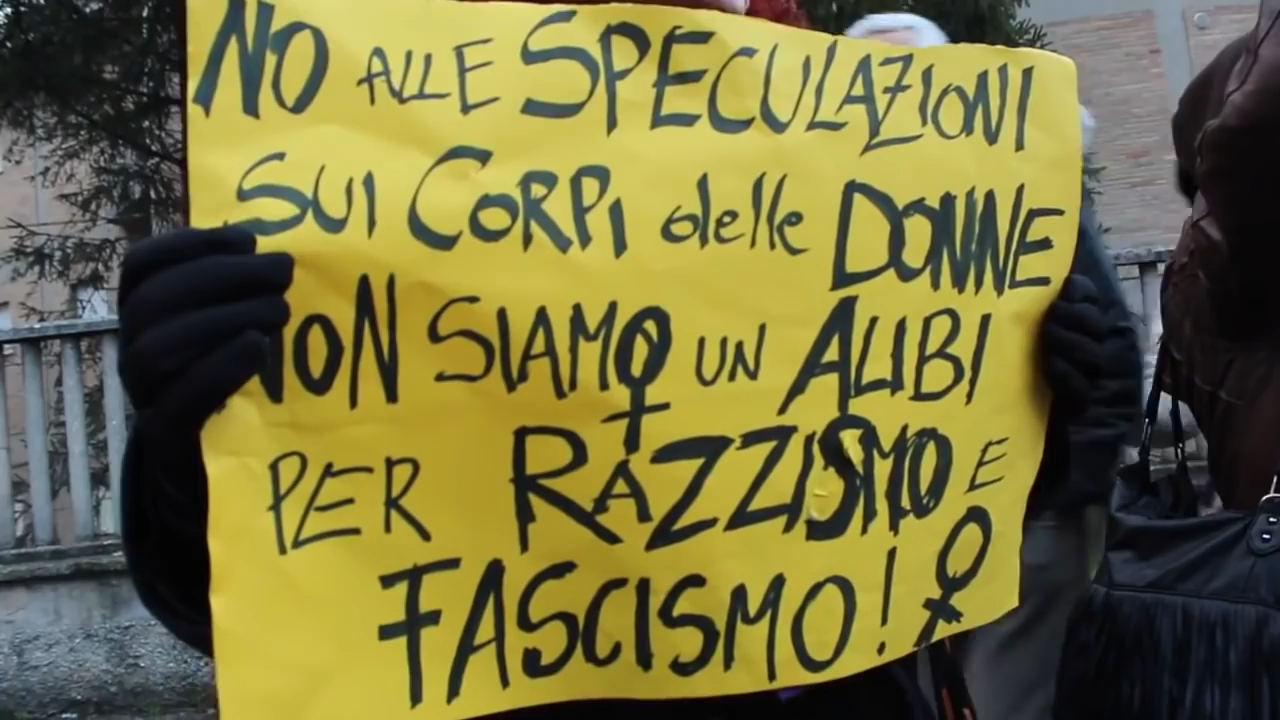 NO ALLE SPECULAZIONI
SUI CORPI delle DONNE
NON SIAMO UN ALIBI
PER RAZZISMO E
FASCISMO! ♀